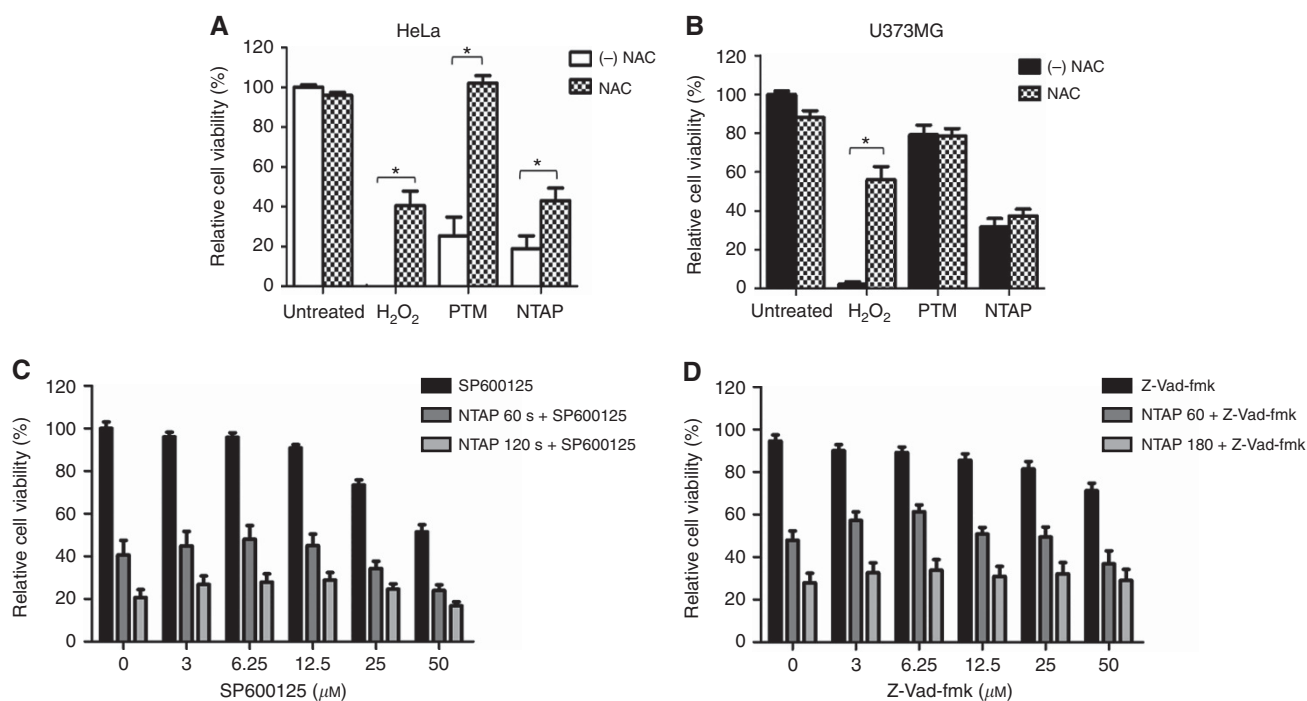 A
HeLa
Relative cell viability (%)
120
100
80
60
40
20
0
*
*
*
(–) NAC
NAC
Untreated
H₂O₂
PTM
NTAP
B
U373MG
Relative cell viability (%)
120
100
80
60
40
20
0
*
(–) NAC
NAC
Untreated
H₂O₂
PTM
NTAP
C
Relative cell viability (%)
120
100
80
60
40
20
0
SP600125
NTAP 60 s + SP600125
NTAP 120 s + SP600125
0 3 6.25 12.5 25 50
SP600125 (μM)
D
Relative cell viability (%)
120
100
80
60
40
20
0
Z-Vad-fmk
NTAP 60 + Z-Vad-fmk
NTAP 180 + Z-Vad-fmk
0 3 6.25 12.5 25 50
Z-Vad-fmk (μM)